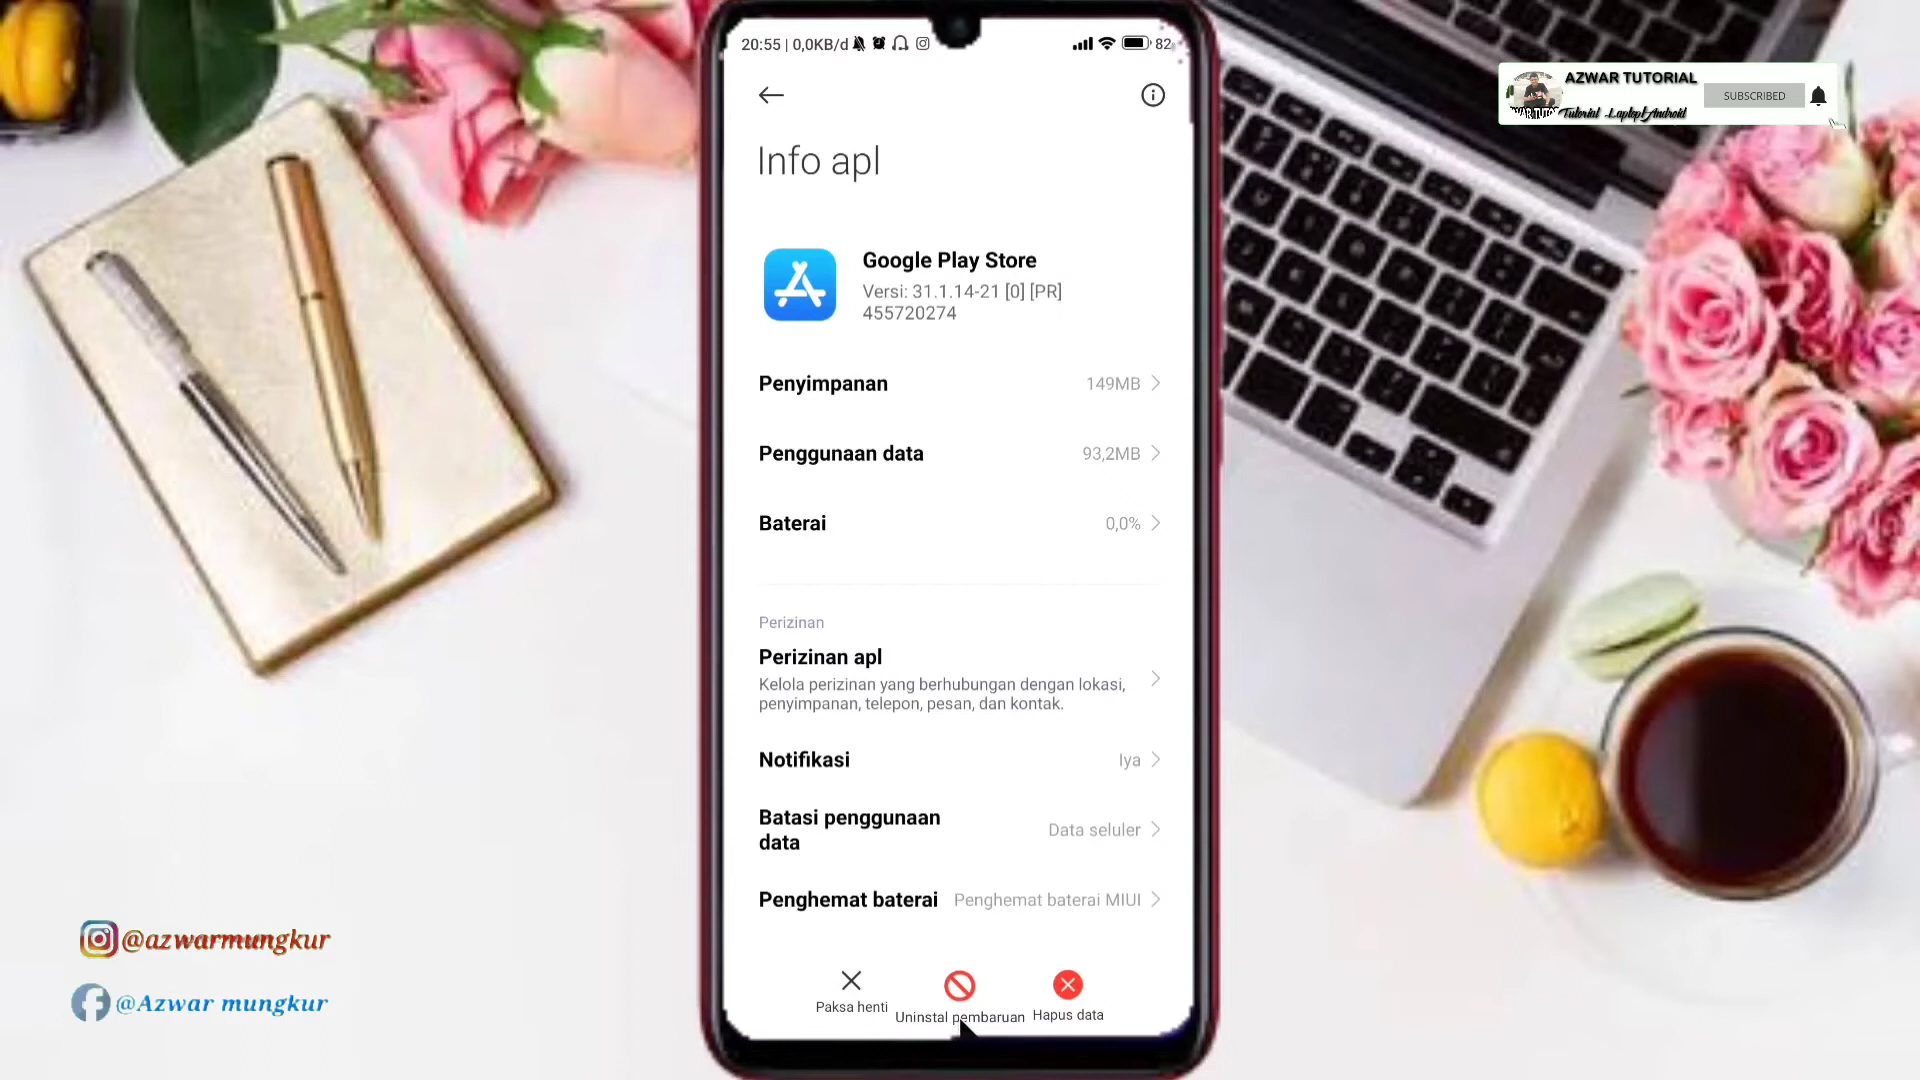 20:55 | 0,0KB/d
82
Info apl
Google Play Store
Versi: 31.1.14-21 [0] [PR]
455720274
Penyimpanan 149MB
Penggunaan data 93,2MB
Baterai 0,0%
Perizinan
Perizinan apl
Kelola perizinan yang berhubungan dengan lokasi,
penyimpanan, telepon, pesan, dan kontak.
Notifikasi Iya
Batasi penggunaan
data
Data seluler
Penghemat baterai Penghemat baterai MIUI
Paksa henti
Uninstal pembaruan
Hapus data
AZWAR TUTORIAL
Tutorial Laptop/Android
SUBSCRIBED
@azwarmungkur
@Azwar mungkur